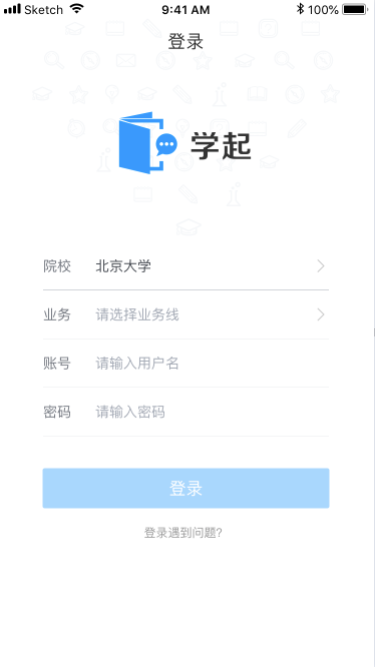 Sketch 9:41 AM 100%
登录
学起
院校 北京大学
业务 请选择业务线
账号 请输入用户名
密码 请输入密码
登录
登录遇到问题?